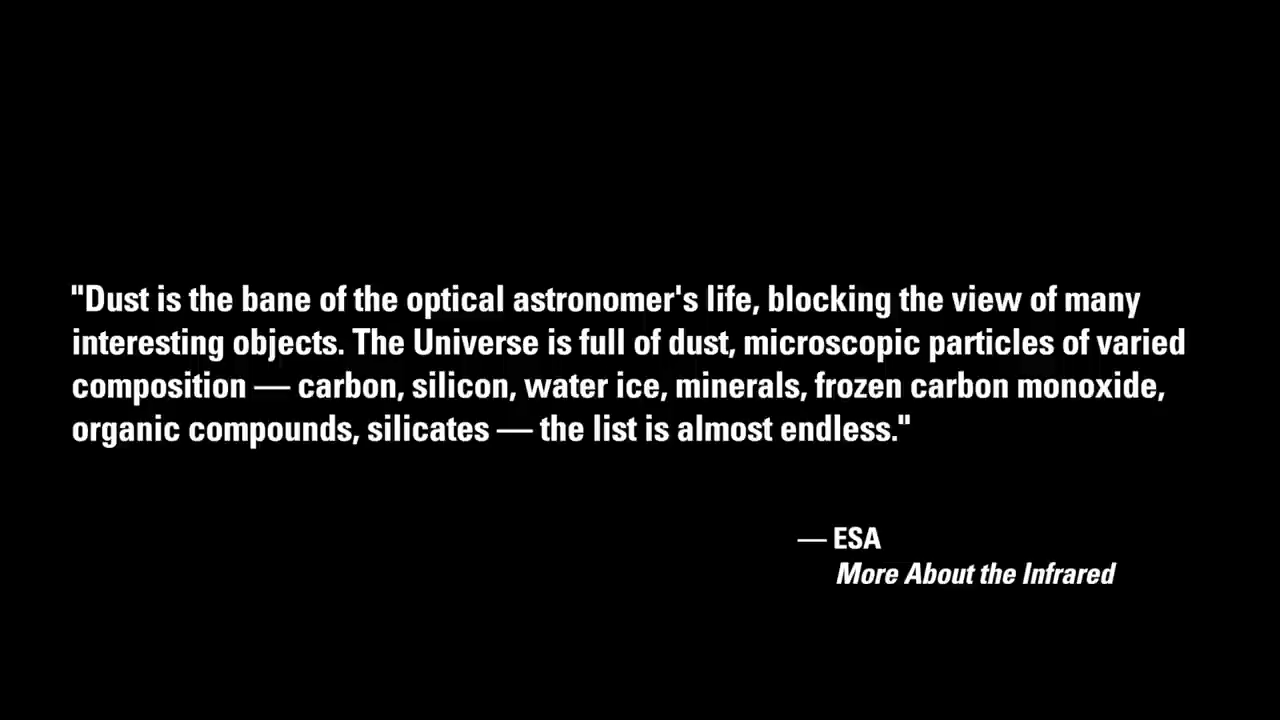 "Dust is the bane of the optical astronomer's life, blocking the view of many
interesting objects. The Universe is full of dust, microscopic particles of varied
composition — carbon, silicon, water ice, minerals, frozen carbon monoxide,
organic compounds, silicates — the list is almost endless."
— ESA
More About the Infrared